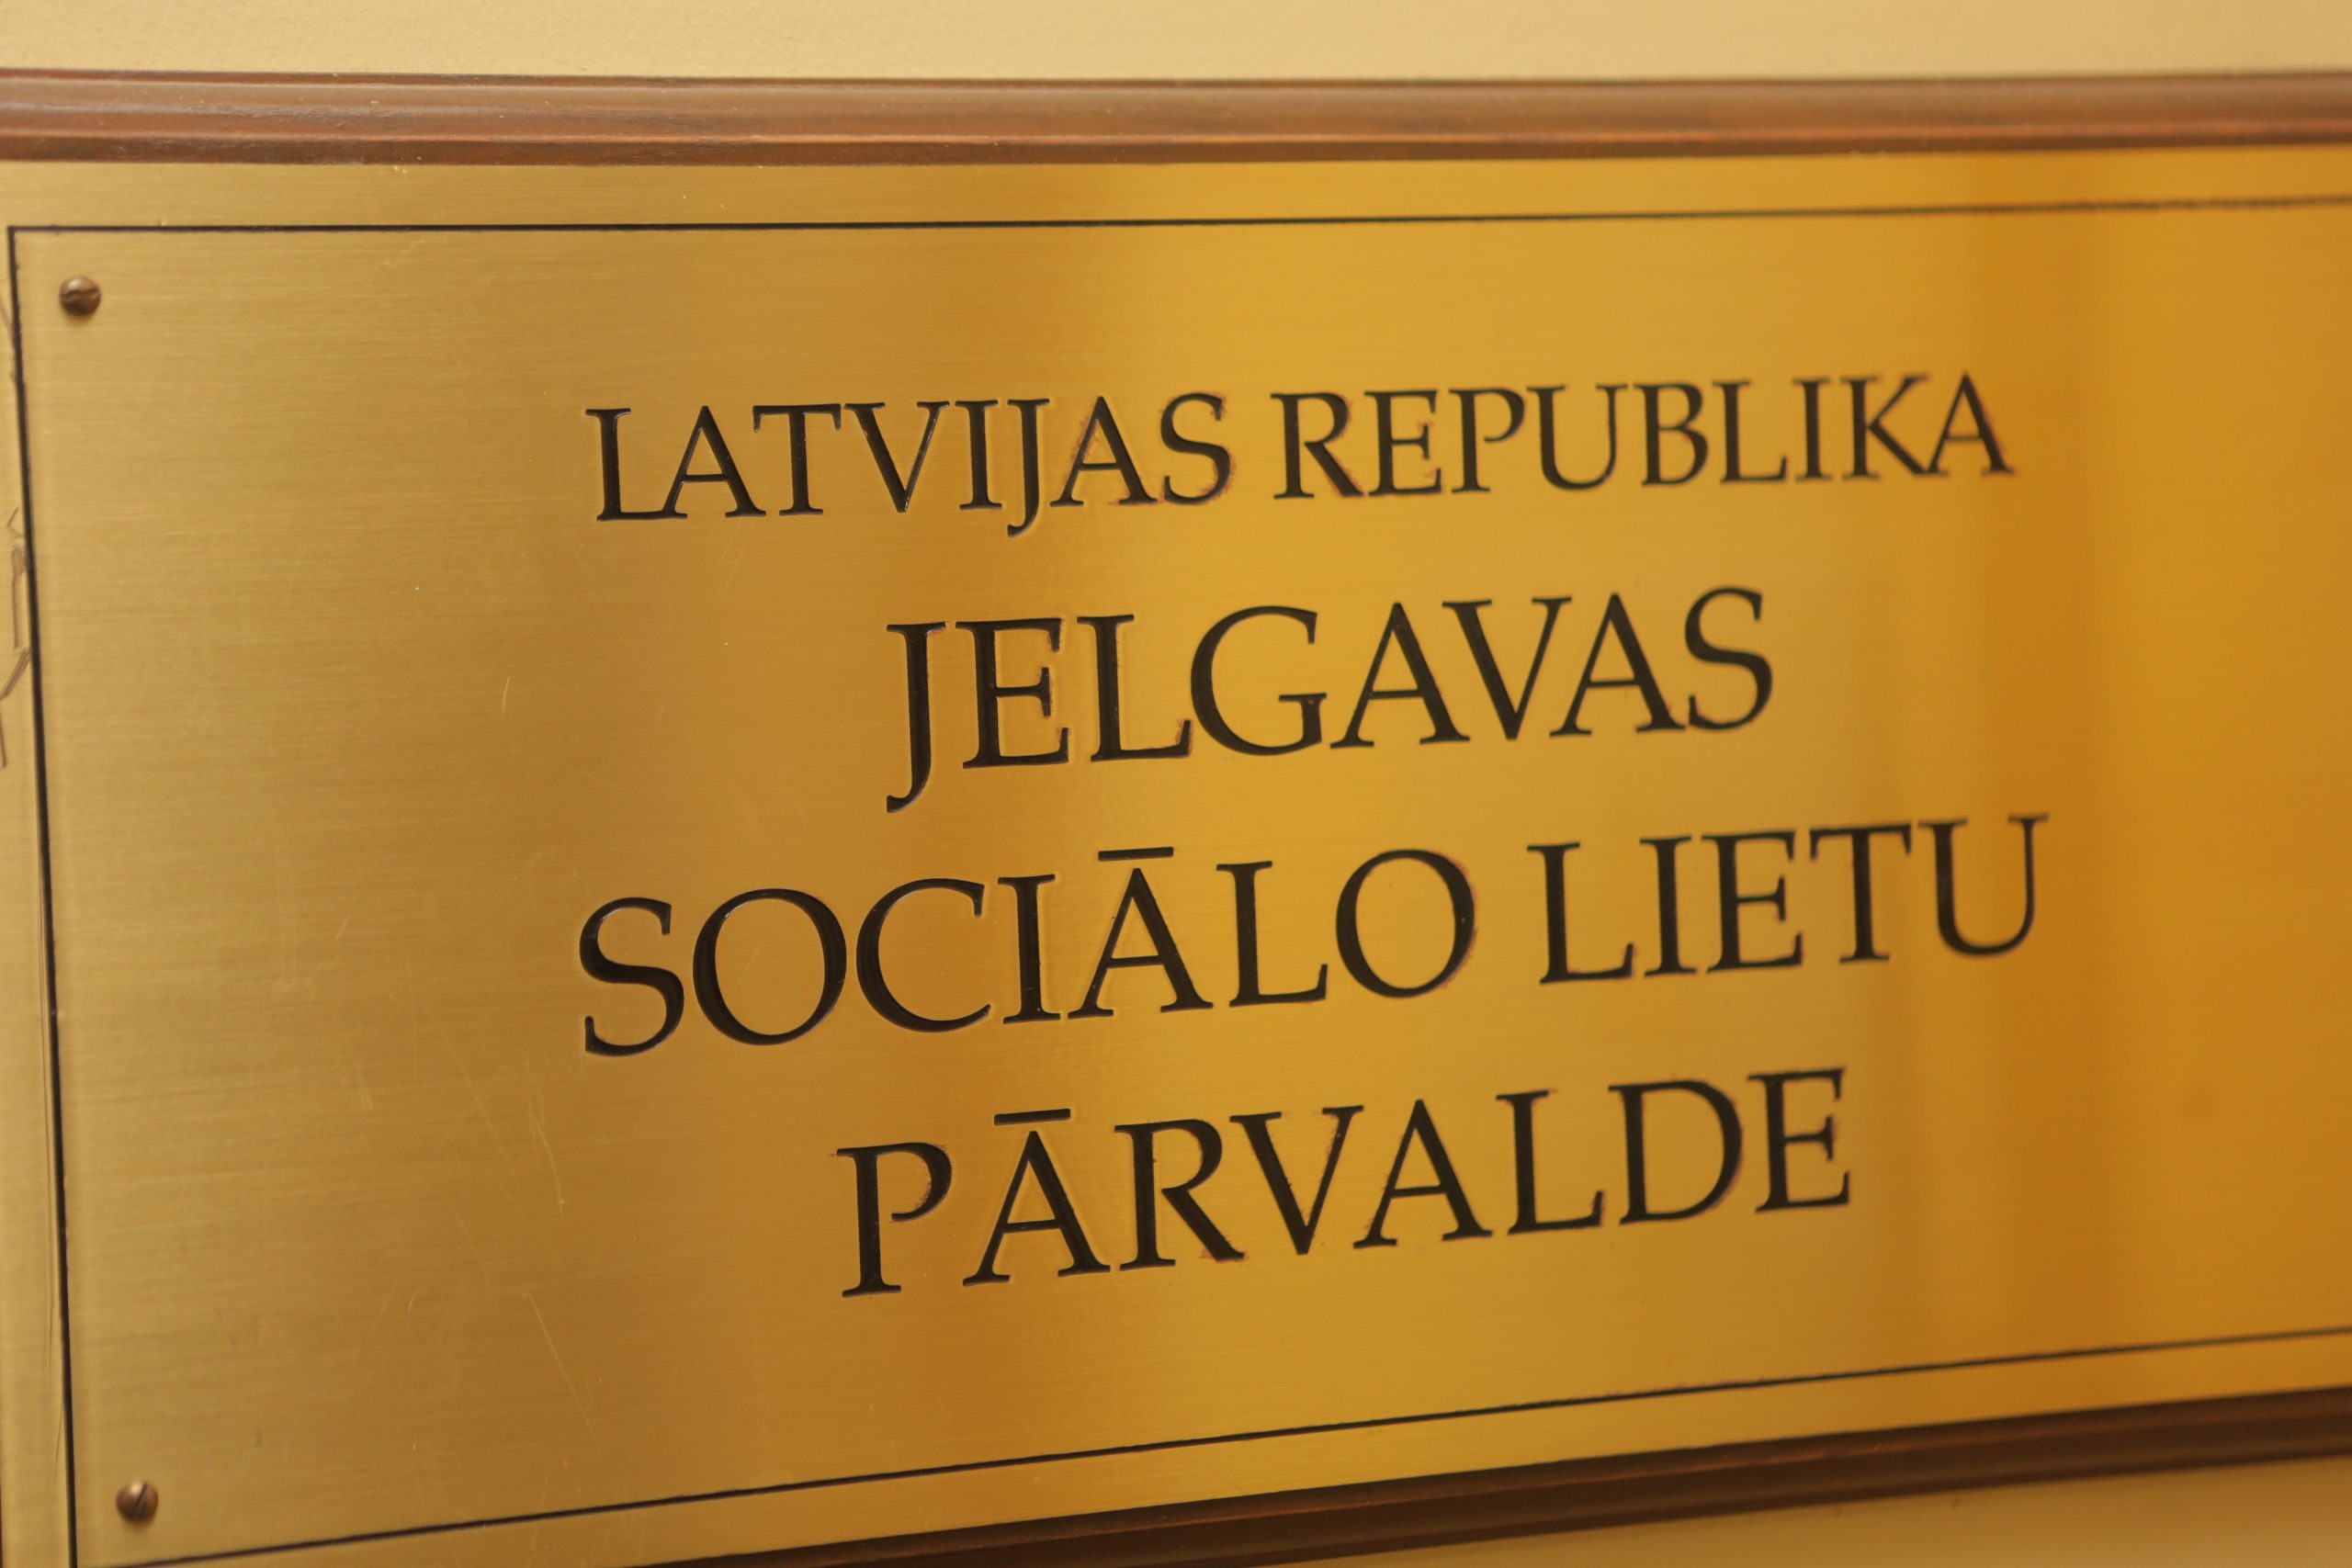 LATVIJAS REPUBLIKA
JELGAVAS
SOCIĀLO LIETU
PĀRVALDE